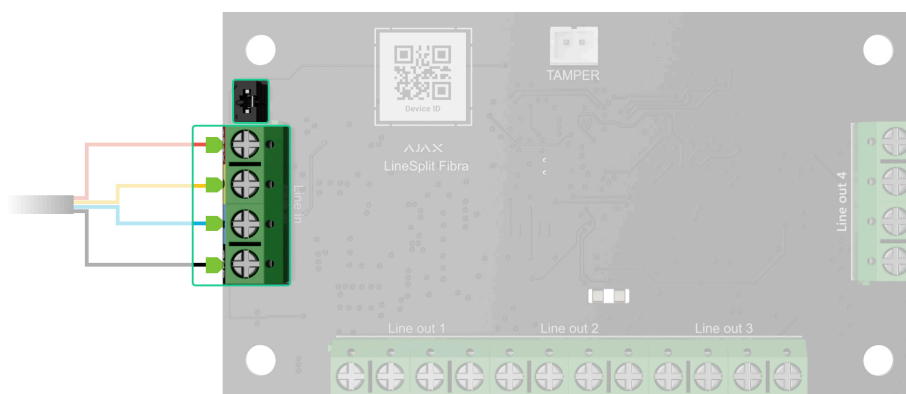 TAMPER
Device ID
AJAX
LineSplit Fibra
Line in
Line out 4
Line out 1
Line out 2
Line out 3